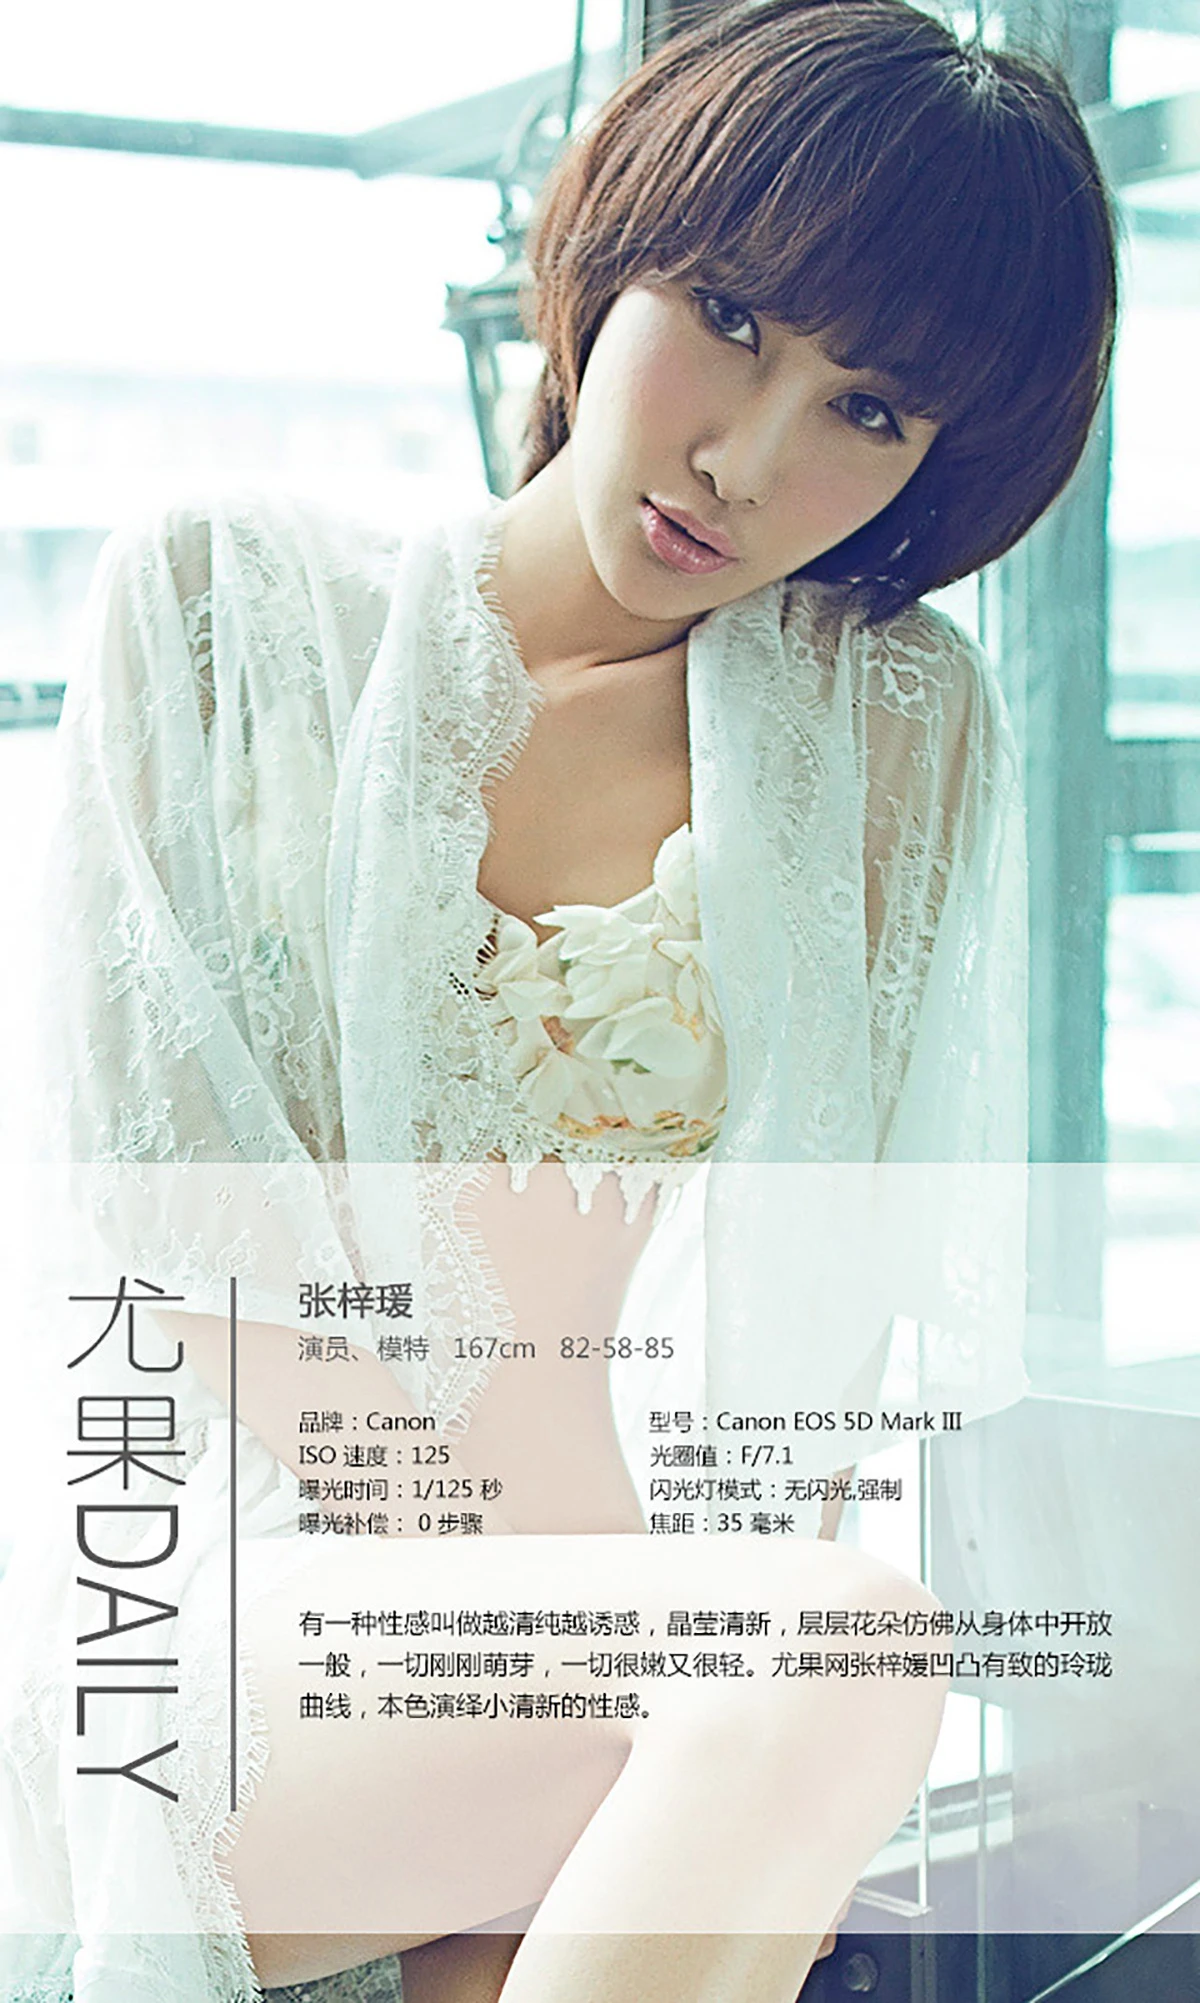 尤果DAILY
张梓瑗
演员、模特 167cm 82-58-85
品牌：Canon
型号：Canon EOS 5D Mark III
ISO 速度：125
光圈值：F/7.1
曝光时间：1/125 秒
闪光灯模式：无闪光,强制
曝光补偿： 0 步骤
焦距：35 毫米
有一种性感叫做越清纯越诱惑，晶莹清新，层层花朵仿佛从身体中开放
一般，一切刚刚萌芽，一切很嫩又很轻。尤果网张梓媛凹凸有致的玲珑
曲线，本色演绎小清新的性感。